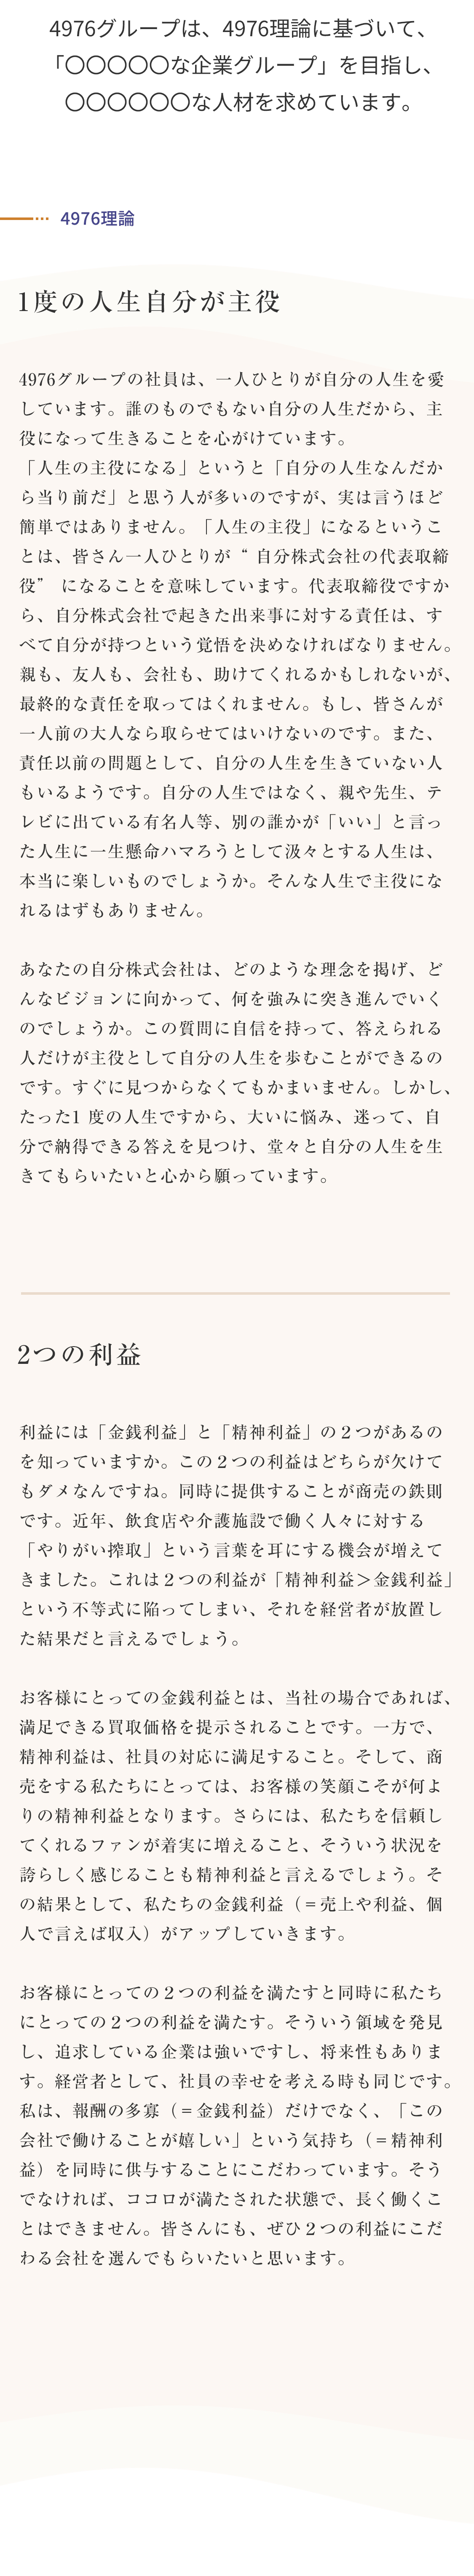 4976グループは、4976理論に基づいて、
「〇〇〇〇〇な企業グループ」を目指し、
〇〇〇〇〇〇な人材を求めています。
4976理論
1度の人生自分が主役
4976グループの社員は、一人ひとりが自分の人生を愛
しています。誰のものでもない自分の人生だから、主
役になって生きることを心がけています。
「人生の主役になる」というと「自分の人生なんだか
ら当り前だ」と思う人が多いのですが、実は言うほど
簡単ではありません。「人生の主役」になるというこ
とは、皆さん一人ひとりが“ 自分株式会社の代表取締
役” になることを意味しています。代表取締役ですか
ら、自分株式会社で起きた出来事に対する責任は、す
べて自分が持つという覚悟を決めなければなりません。
親も、友人も、会社も、助けてくれるかもしれないが、
最終的な責任を取ってはくれません。もし、皆さんが
一人前の大人なら取らせてはいけないのです。また、
責任以前の問題として、自分の人生を生きていない人
もいるようです。自分の人生ではなく、親や先生、テ
レビに出ている有名人等、別の誰かが「いい」と言っ
た人生に一生懸命ハマろうとして汲々とする人生は、
本当に楽しいものでしょうか。そんな人生で主役にな
れるはずもありません。
あなたの自分株式会社は、どのような理念を掲げ、ど
んなビジョンに向かって、何を強みに突き進んでいく
のでしょうか。この質問に自信を持って、答えられる
人だけが主役として自分の人生を歩むことができるの
です。すぐに見つからなくてもかまいません。しかし、
たった1 度の人生ですから、大いに悩み、迷って、自
分で納得できる答えを見つけ、堂々と自分の人生を生
きてもらいたいと心から願っています。
2つの利益
利益には「金銭利益」と「精神利益」の２つがあるの
を知っていますか。この２つの利益はどちらが欠けて
もダメなんですね。同時に提供することが商売の鉄則
です。近年、飲食店や介護施設で働く人々に対する
「やりがい搾取」という言葉を耳にする機会が増えて
きました。これは２つの利益が「精神利益＞金銭利益」
という不等式に陥ってしまい、それを経営者が放置し
た結果だと言えるでしょう。
お客様にとっての金銭利益とは、当社の場合であれば、
満足できる買取価格を提示されることです。一方で、
精神利益は、社員の対応に満足すること。そして、商
売をする私たちにとっては、お客様の笑顔こそが何よ
りの精神利益となります。さらには、私たちを信頼し
てくれるファンが着実に増えること、そういう状況を
誇らしく感じることも精神利益と言えるでしょう。そ
の結果として、私たちの金銭利益（＝売上や利益、個
人で言えば収入）がアップしていきます。
お客様にとっての２つの利益を満たすと同時に私たち
にとっての２つの利益を満たす。そういう領域を発見
し、追求している企業は強いですし、将来性もありま
す。経営者として、社員の幸せを考える時も同じです。
私は、報酬の多寡（＝金銭利益）だけでなく、「この
会社で働けることが嬉しい」という気持ち（＝精神利
益）を同時に供与することにこだわっています。そう
でなければ、ココロが満たされた状態で、長く働くこ
とはできません。皆さんにも、ぜひ２つの利益にこだ
わる会社を選んでもらいたいと思います。